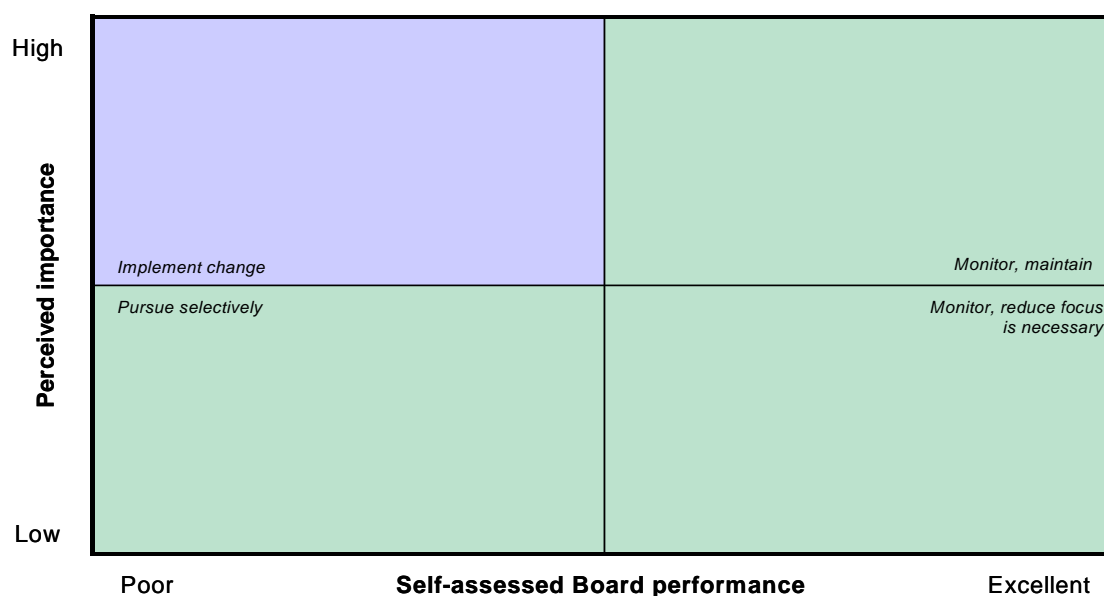 High
Perceived importance
Implement change
Monitor, maintain
Pursue selectively
Monitor, reduce focus
is necessary
Low
Poor
Self-assessed Board performance
Excellent